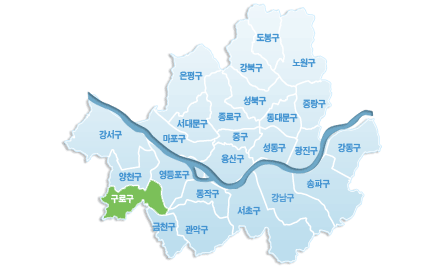 도봉구
노원구
강북구
은평구
성북구
중랑구
종로구
동대문구
서대문구
강서구
마포구
중구
성동구
광진구
강동구
용산구
양천구
영등포구
송파구
동작구
강남구
구로구
서초구
금천구
관악구